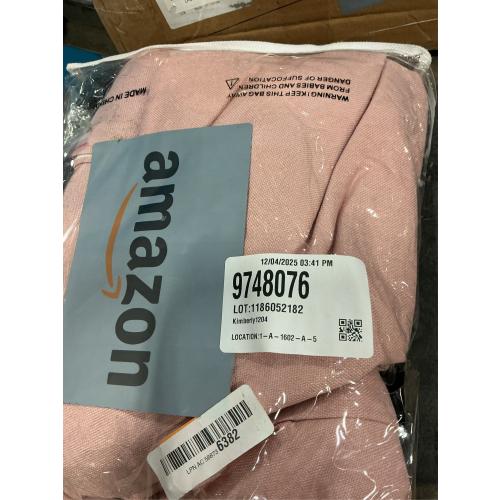 WARNING! KEEP THIS BAG AWAY
FROM BABIES AND CHILDREN
DANGER OF SUFFOCATION
MADE IN
amazon
12/04/2025 03:41 PM
9748076
LOT:1186052182
Kimberly1204
LOCATION:1-A-1602-A-5
6382